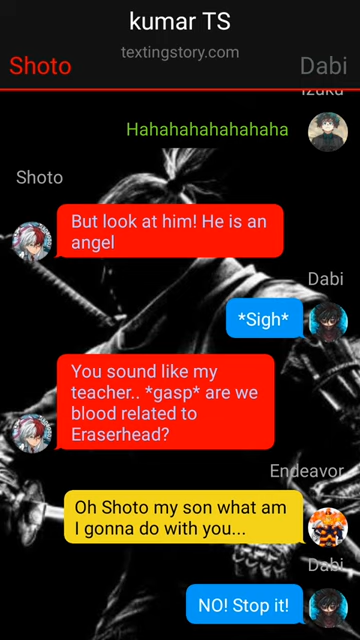 kumar TS
textingstory.com
Shoto
Dabi
Izuku
Hahahahahahahaha
Shoto
But look at him! He is an
angel
Dabi
*Sigh*
You sound like my
teacher.. *gasp* are we
blood related to
Eraserhead?
Endeavor
Oh Shoto my son what am
I gonna do with you...
Dabi
NO! Stop it!